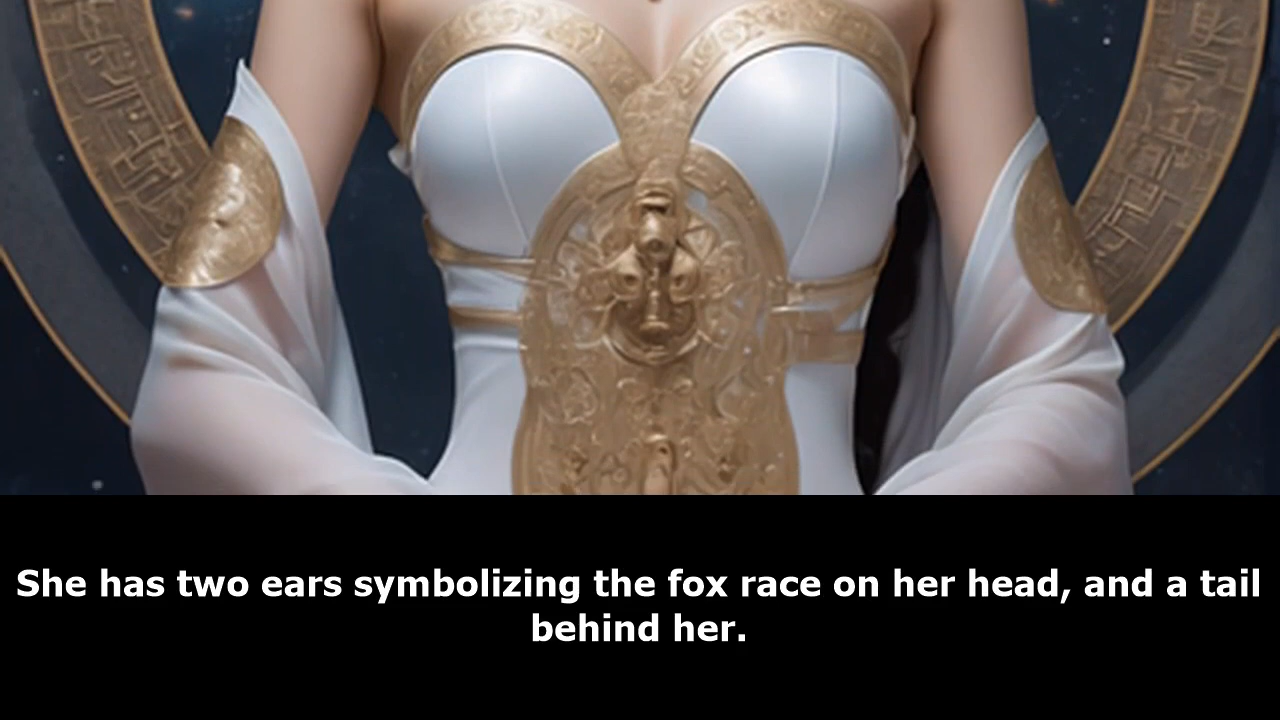 She has two ears symbolizing the fox race on her head, and a tail
behind her.